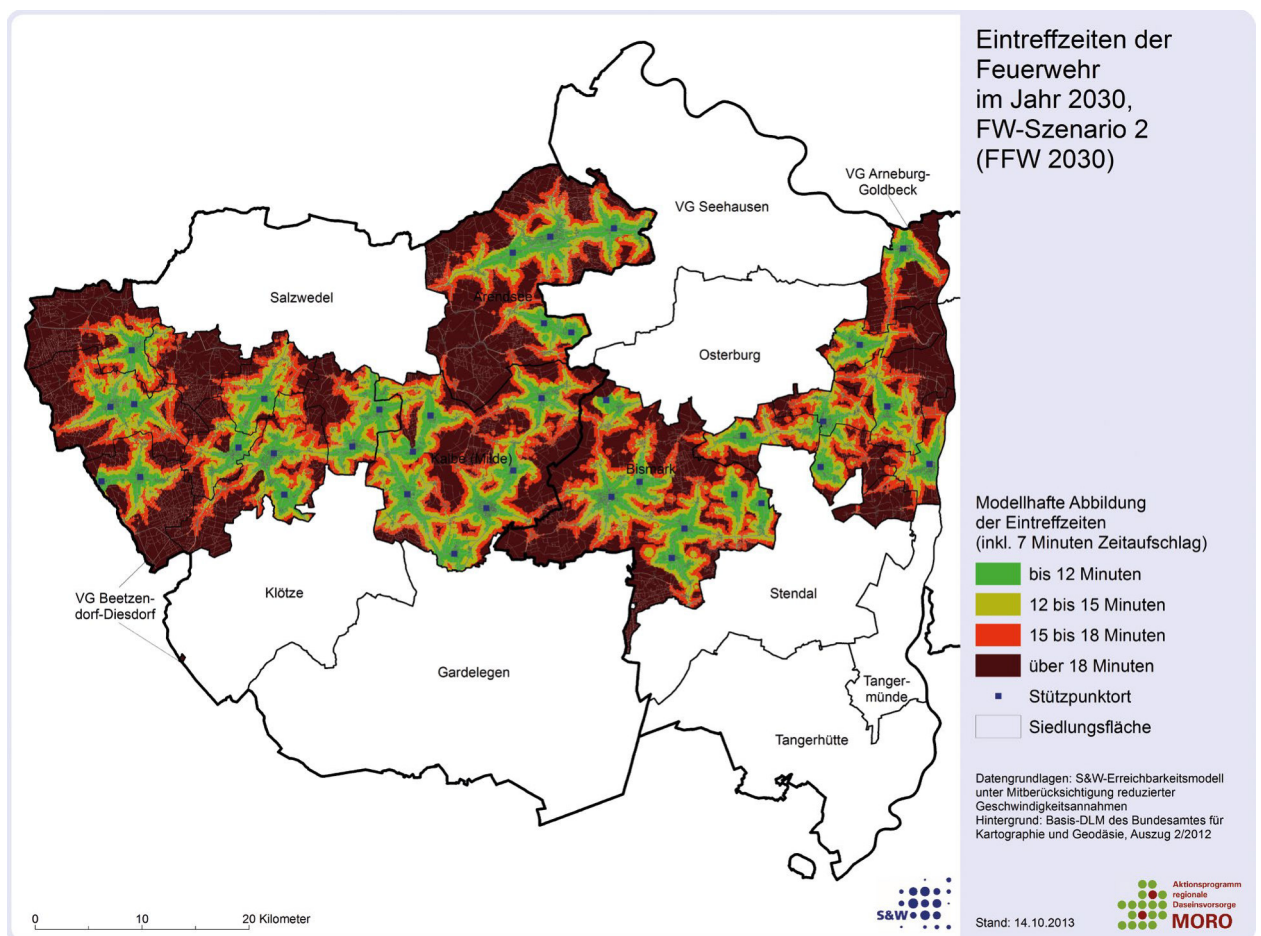 Eintreffzeiten der
Feuerwehr
im Jahr 2030,
FW-Szenario 2
(FFW 2030)
VG Arneburg-
Goldbeck
VG Seehausen
Salzwedel
Arendsee
Osterburg
Kalbe (Milde)
Bismark
VG Beetzen-
dorf-Diesdorf
Klötze
Stendal
Gardelegen
Tanger-
münde
Tangerhütte
Modellhafte Abbildung
der Eintreffzeiten
(inkl. 7 Minuten Zeitaufschlag)
bis 12 Minuten
12 bis 15 Minuten
15 bis 18 Minuten
über 18 Minuten
Stützpunktort
Siedlungsfläche
Datengrundlagen: S&W-Erreichbarkeitsmodell
unter Mitberücksichtigung reduzierter
Geschwindigkeitsannahmen
Hintergrund: Basis-DLM des Bundesamtes für
Kartographie und Geodäsie, Auszug 2/2012
0 10 20 Kilometer
S&W
Stand: 14.10.2013
Aktionsprogramm
regionale
Daseinsvorsorge
MORO